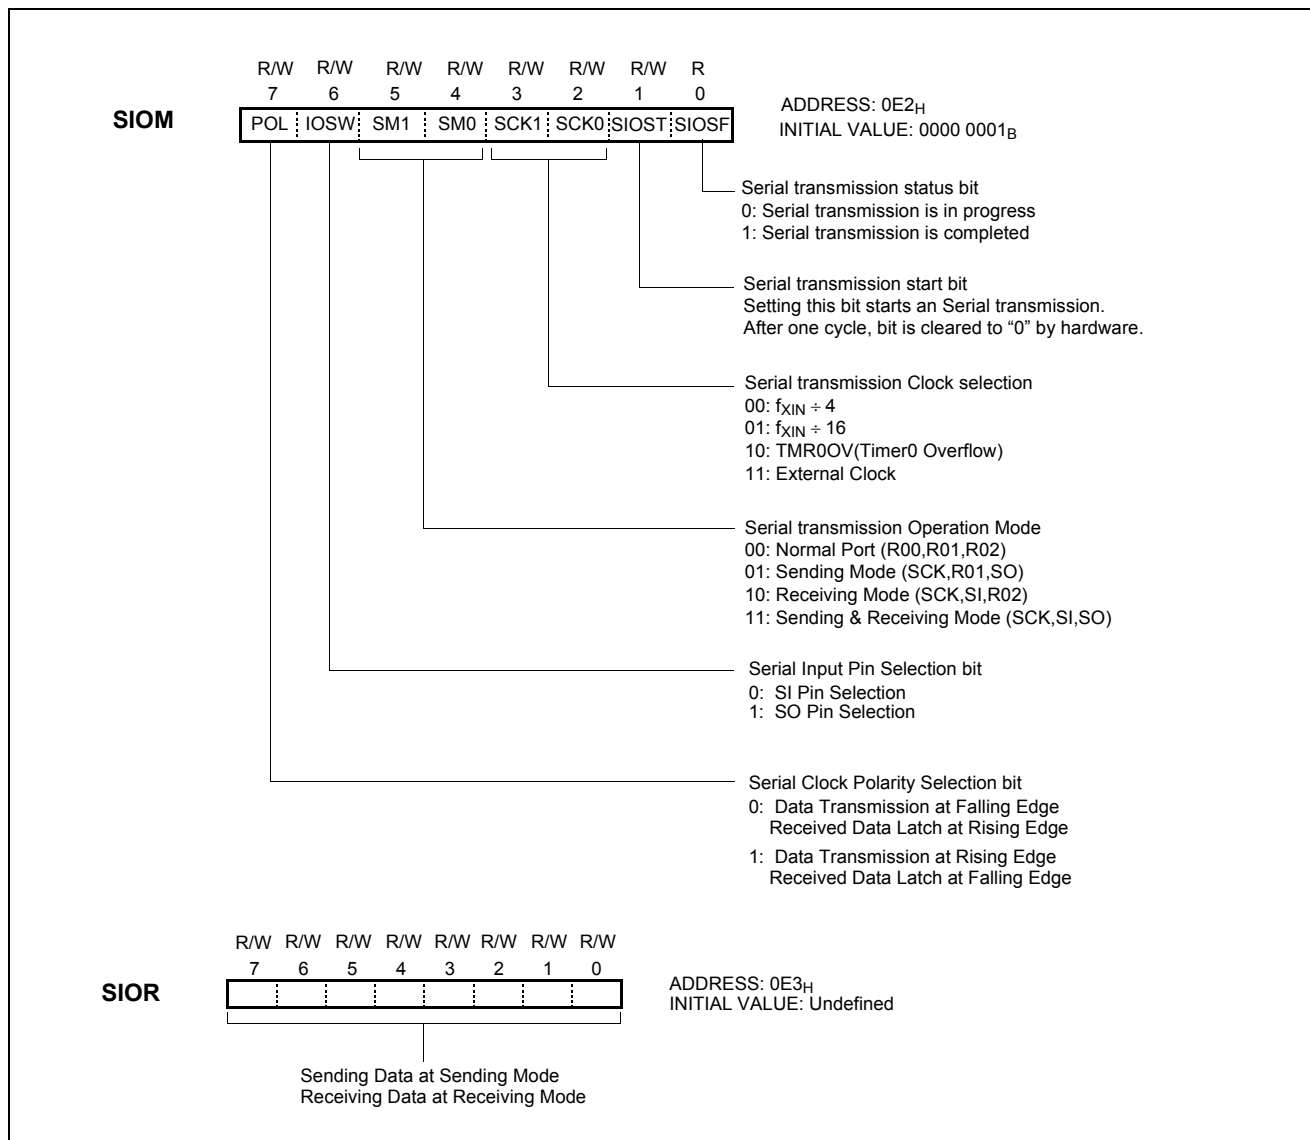 R/W R/W R/W R/W R/W R/W R/W R
7 6 5 4 3 2 1 0
SIOM
POL IOSW SM1 SM0 SCK1 SCK0 SIOST SIOSF
ADDRESS: 0E2H
INITIAL VALUE: 0000 0001B
Serial transmission status bit
0: Serial transmission is in progress
1: Serial transmission is completed
Serial transmission start bit
Setting this bit starts an Serial transmission.
After one cycle, bit is cleared to “0” by hardware.
Serial transmission Clock selection
00: fXIN ÷ 4
01: fXIN ÷ 16
10: TMR0OV(Timer0 Overflow)
11: External Clock
Serial transmission Operation Mode
00: Normal Port (R00,R01,R02)
01: Sending Mode (SCK,R01,SO)
10: Receiving Mode (SCK,SI,R02)
11: Sending & Receiving Mode (SCK,SI,SO)
Serial Input Pin Selection bit
0: SI Pin Selection
1: SO Pin Selection
Serial Clock Polarity Selection bit
0: Data Transmission at Falling Edge
Received Data Latch at Rising Edge
1: Data Transmission at Rising Edge
Received Data Latch at Falling Edge
R/W R/W R/W R/W R/W R/W R/W R/W
7 6 5 4 3 2 1 0
SIOR
ADDRESS: 0E3H
INITIAL VALUE: Undefined
Sending Data at Sending Mode
Receiving Data at Receiving Mode